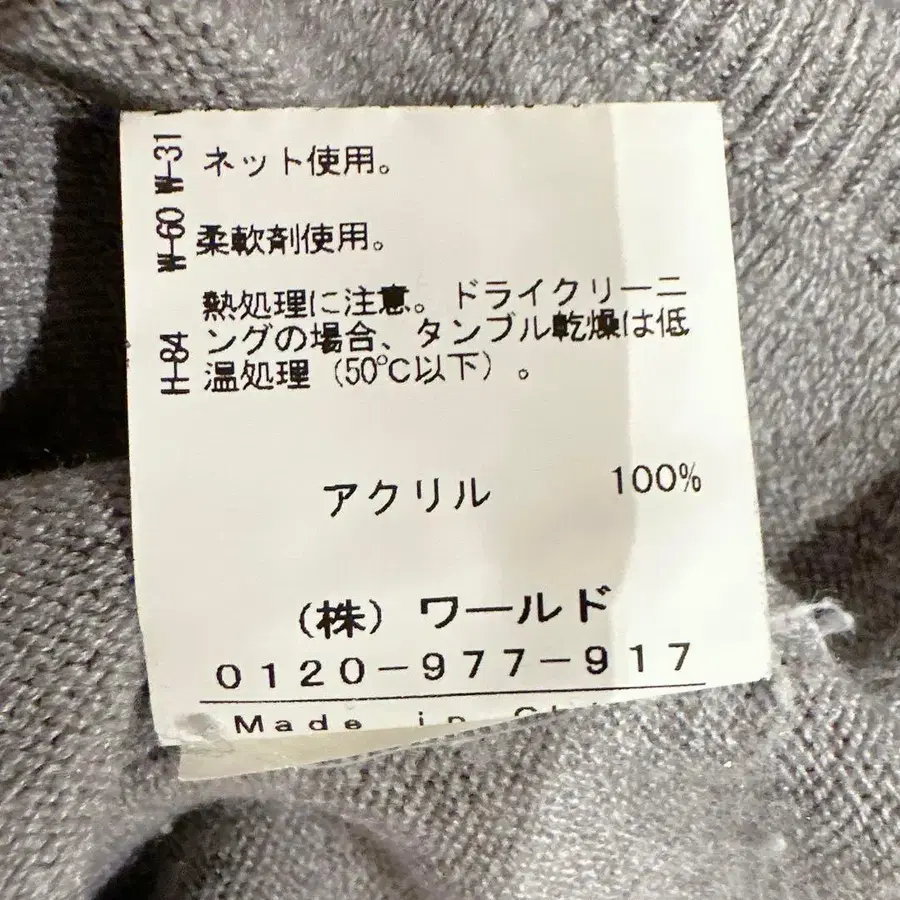 W-31 ネット使用。
W-60 柔軟剤使用。
熱処理に注意。ドライクリーニ
H-84 ングの場合、タンブル乾燥は低
温処理（50℃以下）。
アクリル 100%
（株）ワールド
0120-977-917
Made in